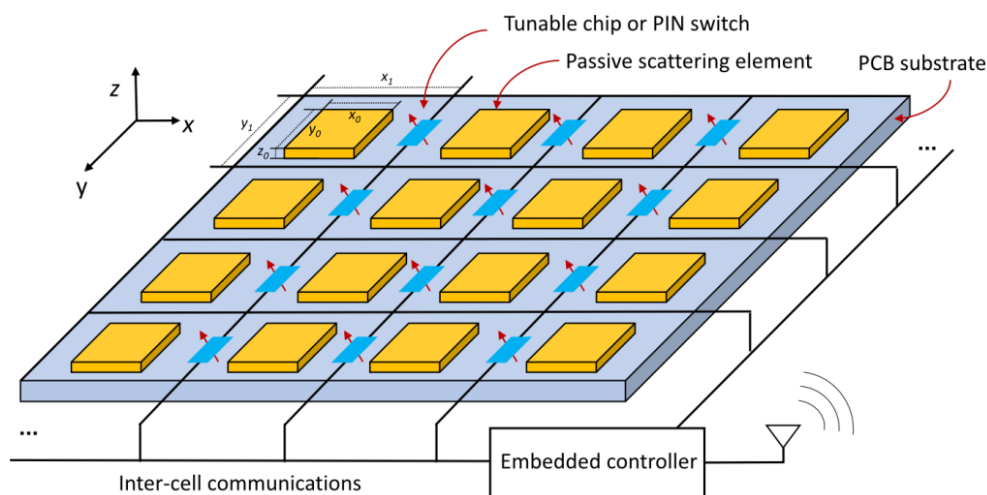 Tunable chip or PIN switch
Passive scattering element
PCB substrate
z
x
y
x₁
y₁
x₀
y₀
z₀
...
...
Embedded controller
Inter-cell communications